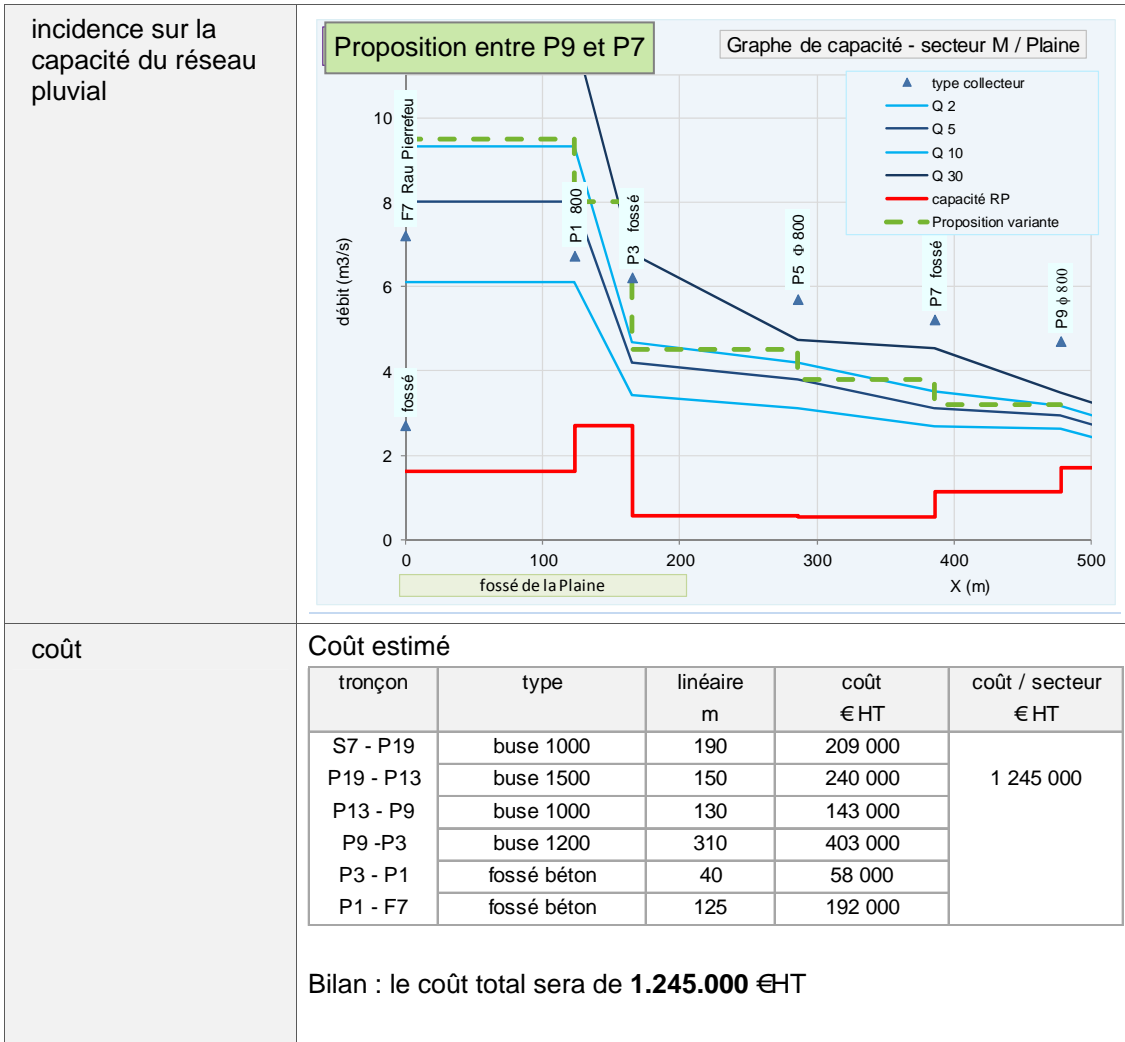 incidence sur la
capacité du réseau
pluvial
Proposition entre P9 et P7
Graphe de capacité - secteur M / Plaine
type collecteur
Q 2
Q 5
Q 10
Q 30
capacité RP
Proposition variante
débit (m3/s)
10
8
6
4
2
0
F7 Rau Pierrefeu
fossé
P1 800
P3 fossé
P5 Φ 800
P7 fossé
P9 ϕ 800
0 100 200 300 400 500
fossé de la Plaine
X (m)
coût
Coût estimé
tronçon type linéaire coût coût / secteur
m € HT € HT
S7 - P19 buse 1000 190 209 000
P19 - P13 buse 1500 150 240 000 1 245 000
P13 - P9 buse 1000 130 143 000
P9 -P3 buse 1200 310 403 000
P3 - P1 fossé béton 40 58 000
P1 - F7 fossé béton 125 192 000
Bilan : le coût total sera de 1.245.000 €HT